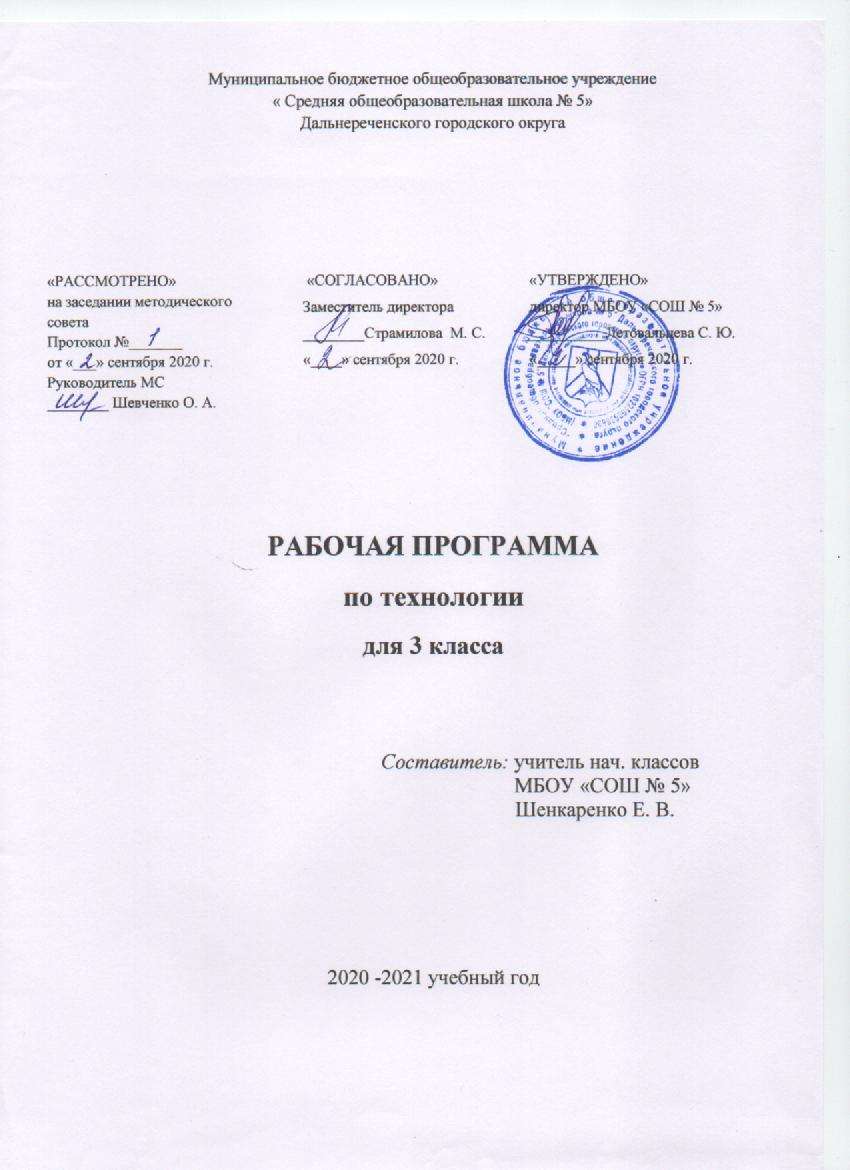 Муниципальное бюджетное общеобразовательное учреждение
« Средняя общеобразовательная школа № 5»
Дальнереченского городского округа
«РАССМОТРЕНО»
на заседании методического
совета
Протокол № 1
от « 2 » сентября 2020 г.
Руководитель МС
Шевченко О. А.
«СОГЛАСОВАНО»
Заместитель директора
Страмилова М. С.
« 2 » сентября 2020 г.
«УТВЕРЖДЕНО»
директор МБОУ «СОШ № 5»
С. Ю.
« 2 » сентября 2020 г.
РАБОЧАЯ ПРОГРАММА
по технологии
для 3 класса
Составитель: учитель нач. классов
МБОУ «СОШ № 5»
Шенкаренко Е. В.
2020 -2021 учебный год